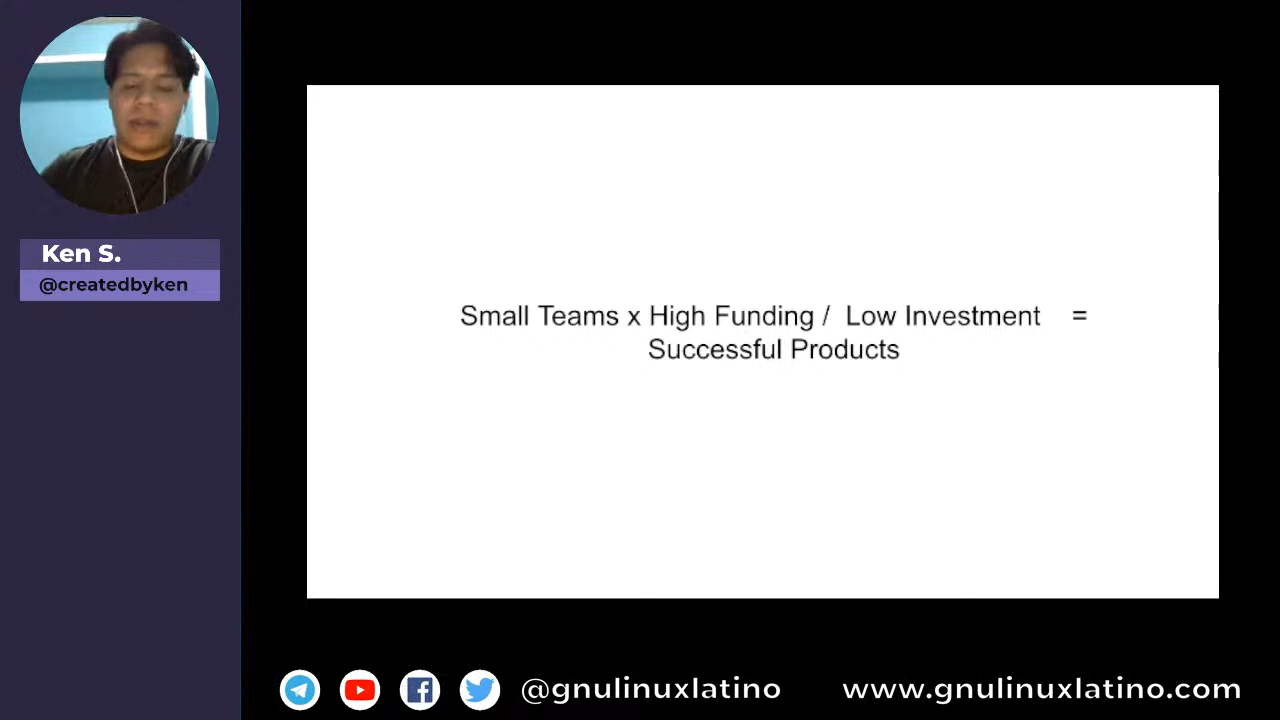 Ken S.
@createdbyken
Small Teams x High Funding / Low Investment =
Successful Products
@gnulinuxlatino
www.gnulinuxlatino.com